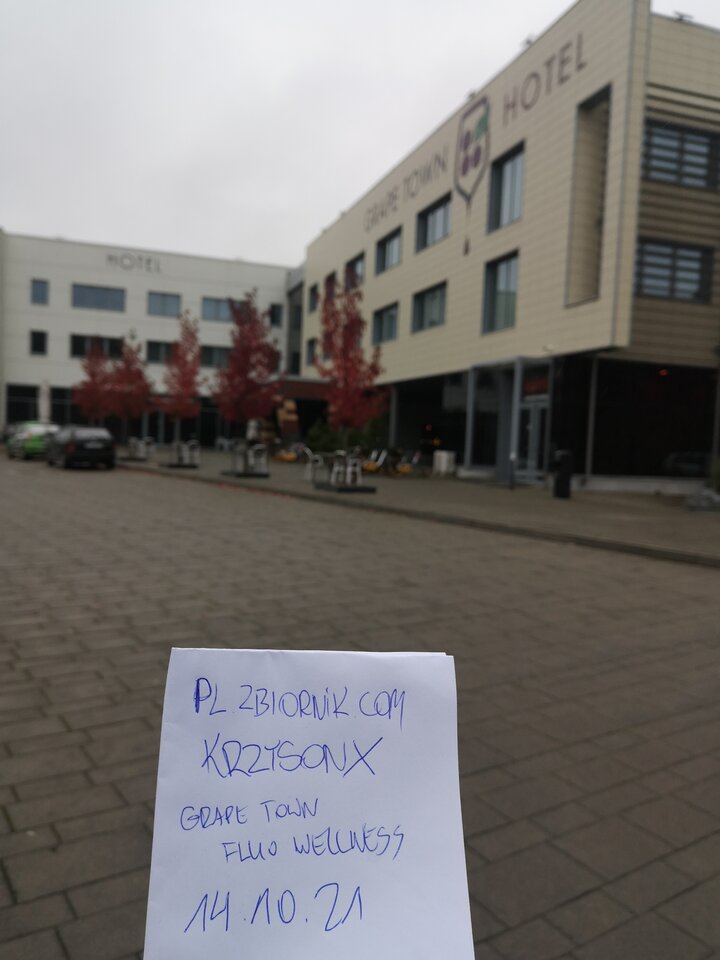 HOTEL
GRAPE TOWN HOTEL
PL.ZBIORNIK.COM
KRZYSONX
GRAPE TOWN
FLUO WELLNESS
14.10.21